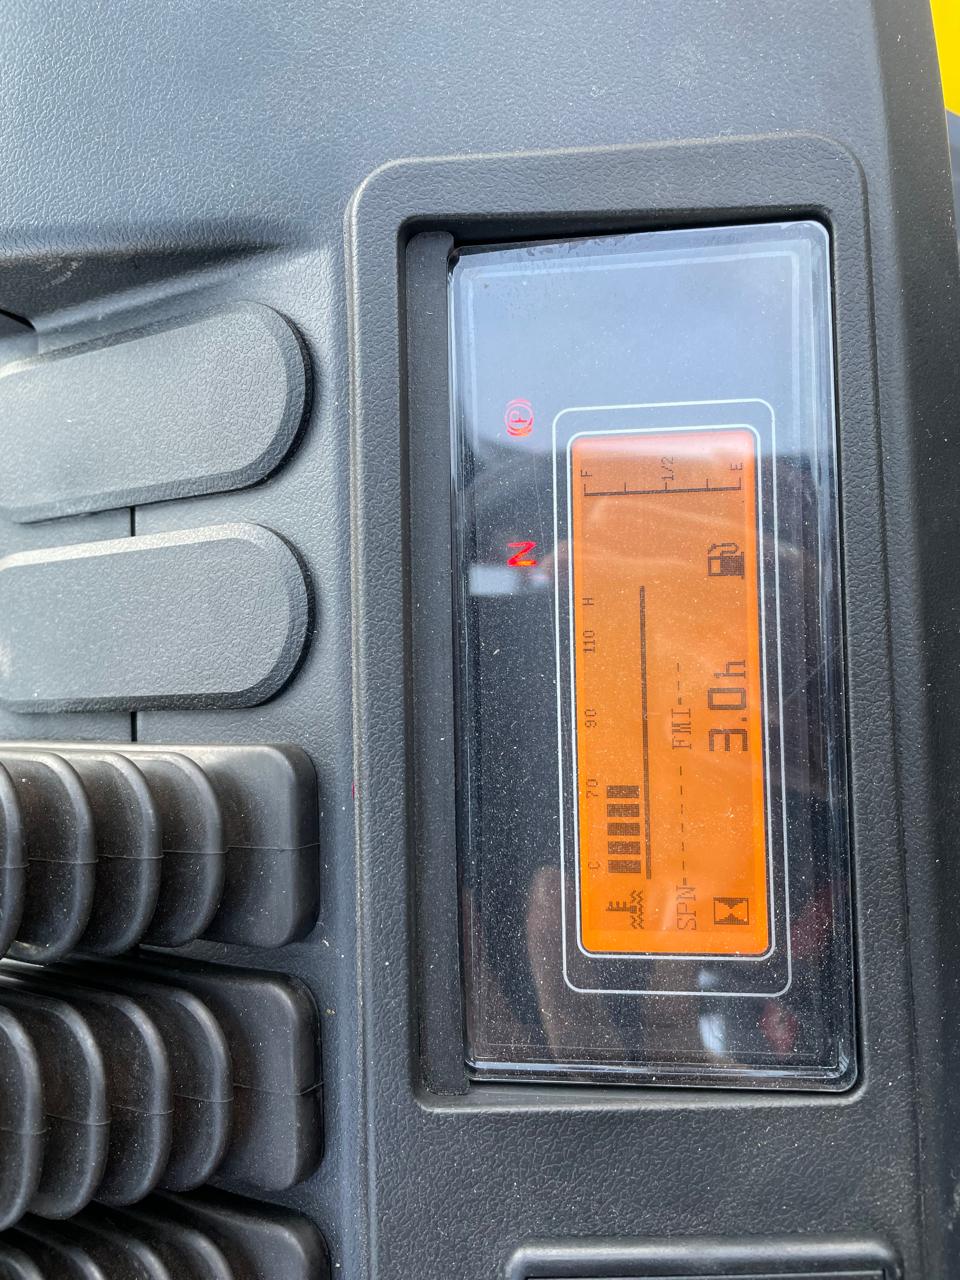 N (P)
C 70 90 110 H F
1/2
SPN------- FMI---
3.0h E